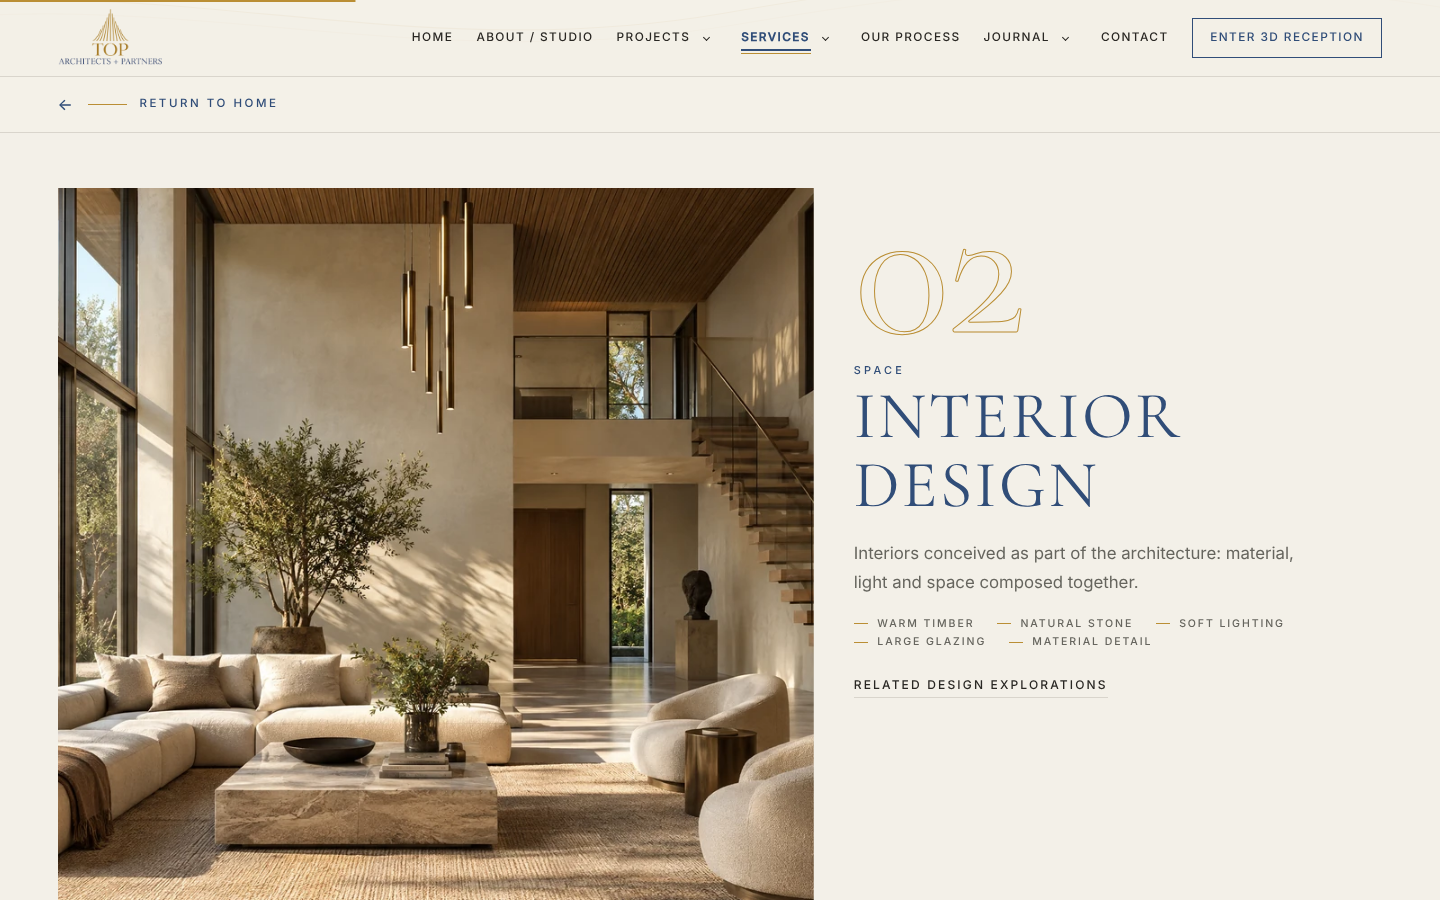 TOP
ARCHITECTS + PARTNERS
HOME
ABOUT / STUDIO
PROJECTS
SERVICES
OUR PROCESS
JOURNAL
CONTACT
ENTER 3D RECEPTION
RETURN TO HOME
02
SPACE
INTERIOR
DESIGN
Interiors conceived as part of the architecture: material,
light and space composed together.
WARM TIMBER
NATURAL STONE
SOFT LIGHTING
LARGE GLAZING
MATERIAL DETAIL
RELATED DESIGN EXPLORATIONS